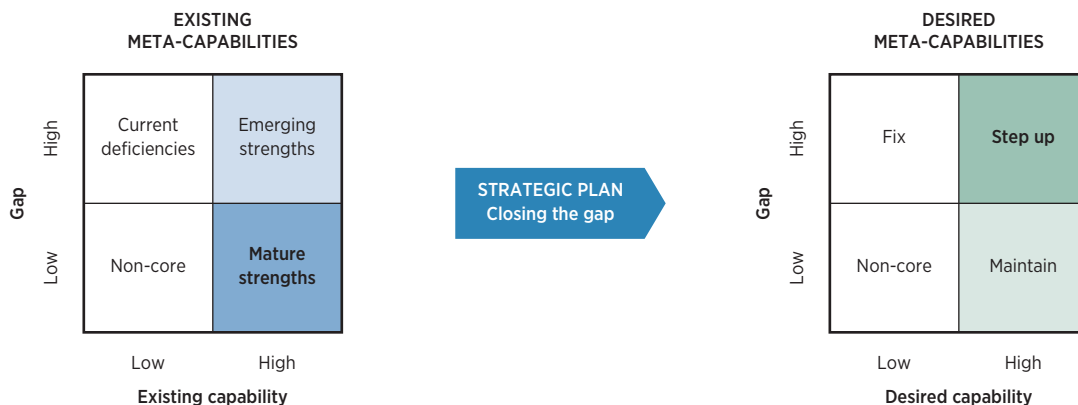 EXISTING
META-CAPABILITIES
Gap
High
Low
Current
deficiencies
Emerging
strengths
Non-core
Mature
strengths
Low
High
Existing capability
STRATEGIC PLAN
Closing the gap
DESIRED
META-CAPABILITIES
Gap
High
Low
Fix
Step up
Non-core
Maintain
Low
High
Desired capability